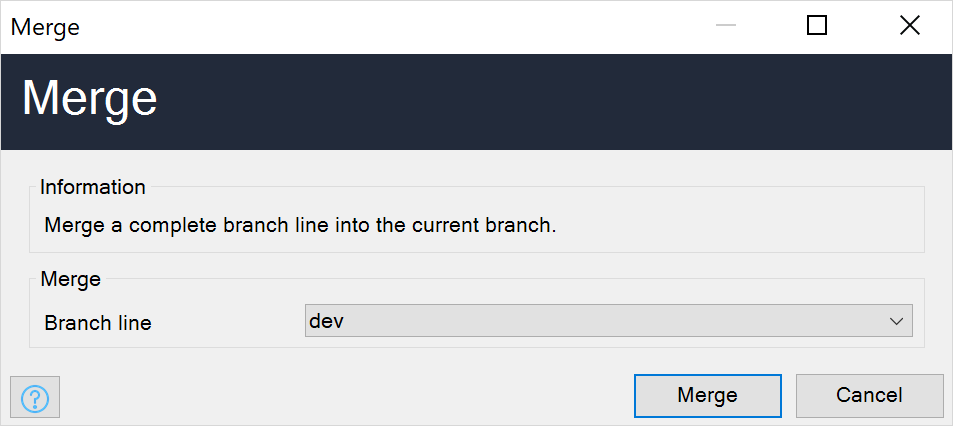 Merge
Merge
Information
Merge a complete branch line into the current branch.
Merge
Branch line
dev
?
Merge
Cancel